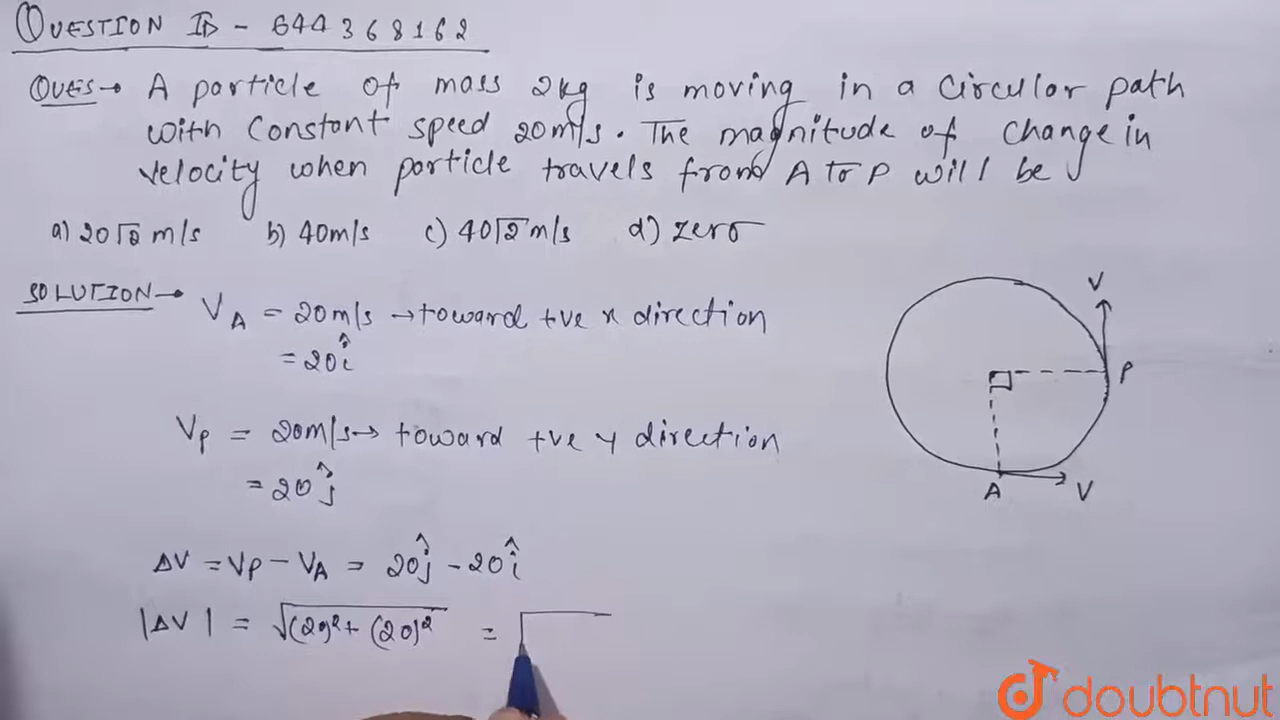 QUESTION ID - 644368162
QUES→ A particle of mass 2kg is moving in a circular path
with constant speed 20m/s. The magnitude of change in
velocity when particle travels from A to P will be
a) 20√2 m/s b) 40m/s c) 40√2 m/s d) zero
SOLUTION→ V_A = 20m/s → toward +ve x direction
= 20î
V_P = 20m/s → toward +ve y direction
= 20ĵ
ΔV = V_P - V_A = 20ĵ - 20î
|ΔV| = √(20)² + (20)² = √
V
P
A
V
doubtnut